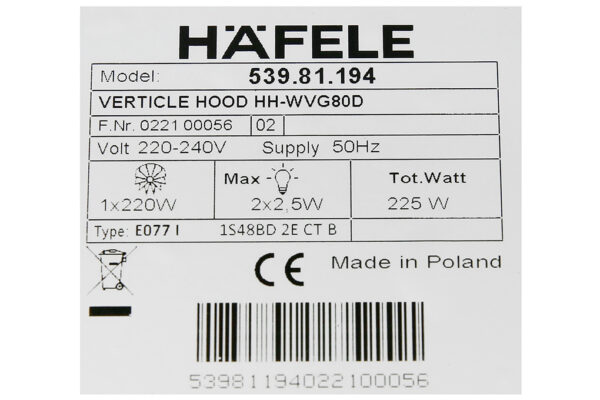 HÄFELE
Model: 539.81.194
VERTICLE HOOD HH-WVG80D
F.Nr. 0221 00056 02
Volt 220-240V Supply 50Hz
Max Tot.Watt
1x220W 2x2,5W 225 W
Type: E077 I 1S48BD 2E CT B
CE Made in Poland
53981194022100056